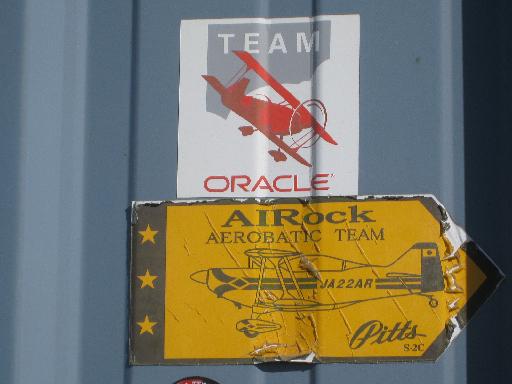 TEAM
ORACLE
AIRock
AEROBATIC TEAM
JA22AR
Pitts
S-2C